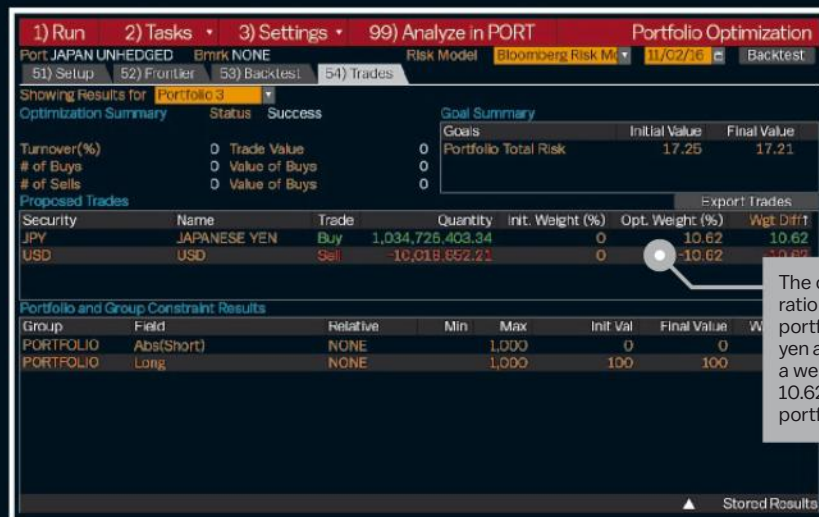 1) Run 2) Tasks 3) Settings 99) Analyze in PORT Portfolio Optimization
Port JAPAN UNHEDGED Bmrk NONE Risk Model Bloomberg Risk Mo 11/02/16 Backtest
51) Setup 52) Frontier 53) Backtest 54) Trades
Showing Results for Portfolio 3
Optimization Summary Status Success Goal Summary
Goals Initial Value Final Value
Turnover(%) 0 Trade Value 0 Portfolio Total Risk 17.25 17.21
# of Buys 0 Value of Buys 0
# of Sells 0 Value of Buys 0
Proposed Trades Export Trades
Security Name Trade Quantity Init. Weight (%) Opt. Weight (%) Wgt Diff↑
JPY JAPANESE YEN Buy 1,034,726,403.34 0 10.62 10.62
USD USD Sell -10,018,652.21 0 -10.62 -10.62
Portfolio and Group Constraint Results
Group Field Relative Min Max Init Val Final Value W
PORTFOLIO Abs(Short) NONE 1,000 0 0
PORTFOLIO Long NONE 1,000 100 100
The
ratio
portf
yen a
a we
10.62
portf
Stored Results